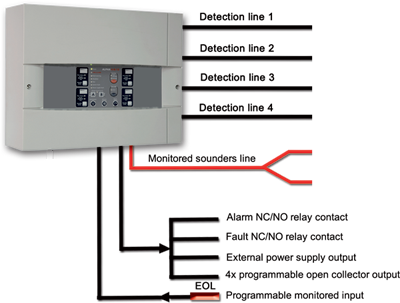 Detection line 1
Detection line 2
Detection line 3
Detection line 4
Monitored sounders line
Alarm NC/NO relay contact
Fault NC/NO relay contact
External power supply output
4x programmable open collector output
EOL
Programmable monitored input